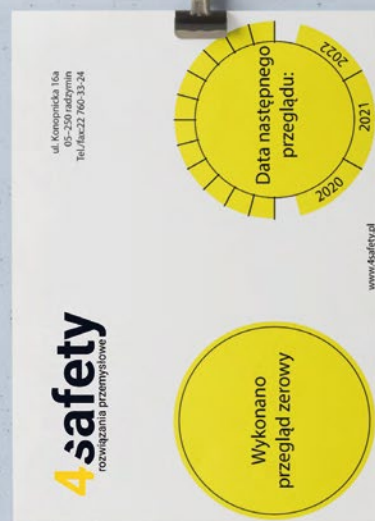 4safety
rozwiązania przemysłowe
ul. Konopnicka 16a
05-250 radzymin
Tel./fax:22 760-33-24
Wykonano
przegląd zerowy
Data następnego
przeglądu:
2020
2021
2022
www.4safety.pl